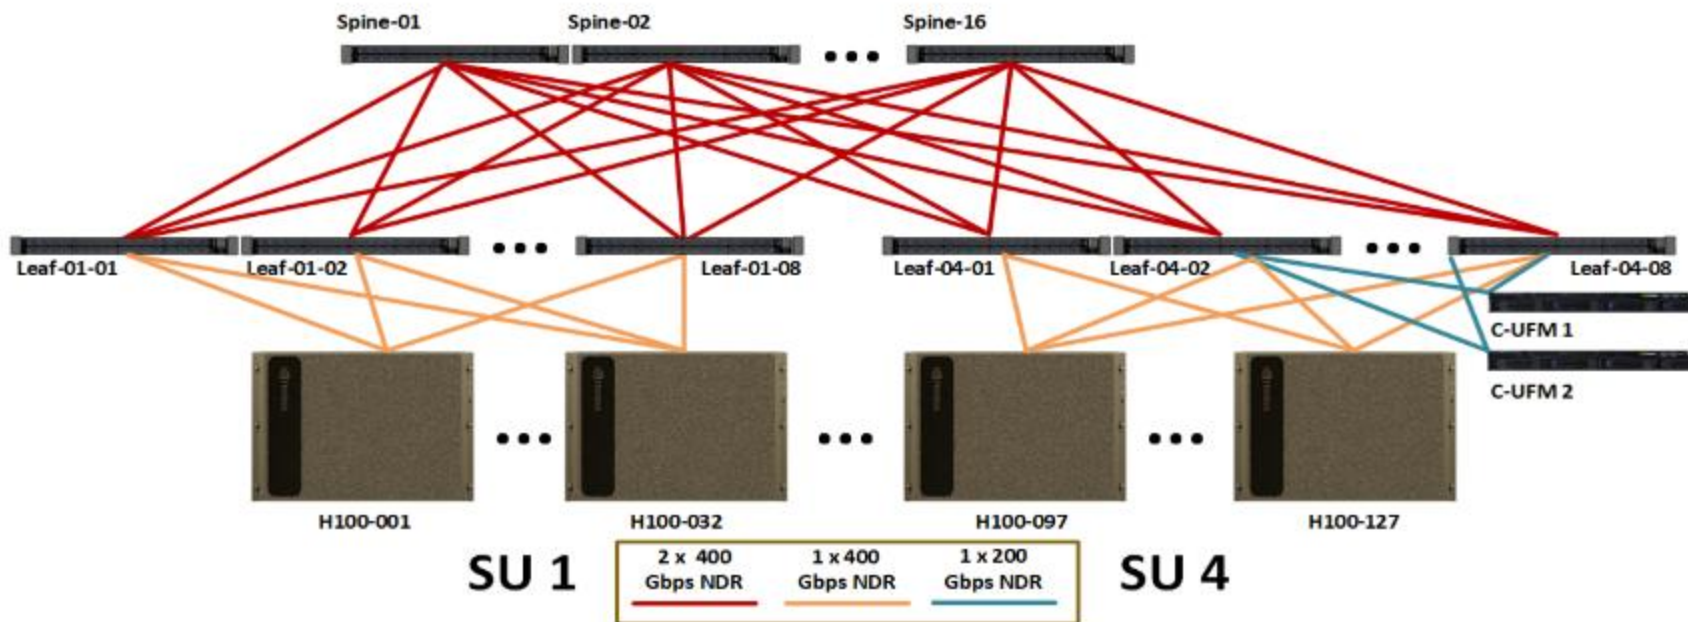 Spine-01
Spine-02
Spine-16
Leaf-01-01
Leaf-01-02
Leaf-01-08
Leaf-04-01
Leaf-04-02
Leaf-04-08
C-UFM 1
C-UFM 2
H100-001
H100-032
H100-097
H100-127
SU 1
2 x 400
Gbps NDR
1 x 400
Gbps NDR
1 x 200
Gbps NDR
SU 4